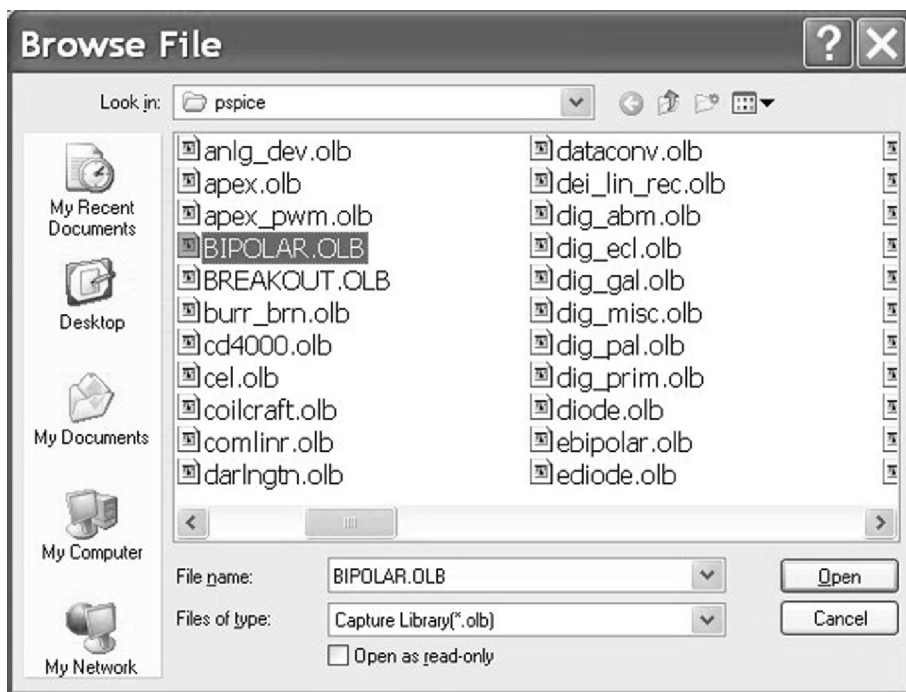 Browse File
Look in: pspice
My Recent Documents
Desktop
My Documents
My Computer
My Network
anlg_dev.olb
apex.olb
apex_pwm.olb
BIPOLAR.OLB
BREAKOUT.OLB
burr_brn.olb
cd4000.olb
cel.olb
coilcraft.olb
comlinr.olb
darlngtn.olb
dataconv.olb
dei_lin_rec.olb
dig_abm.olb
dig_ecl.olb
dig_gal.olb
dig_misc.olb
dig_pal.olb
dig_prim.olb
diode.olb
ebipolar.olb
ediode.olb
File name: BIPOLAR.OLB
Open
Files of type: Capture Library(*.olb)
Cancel
Open as read-only